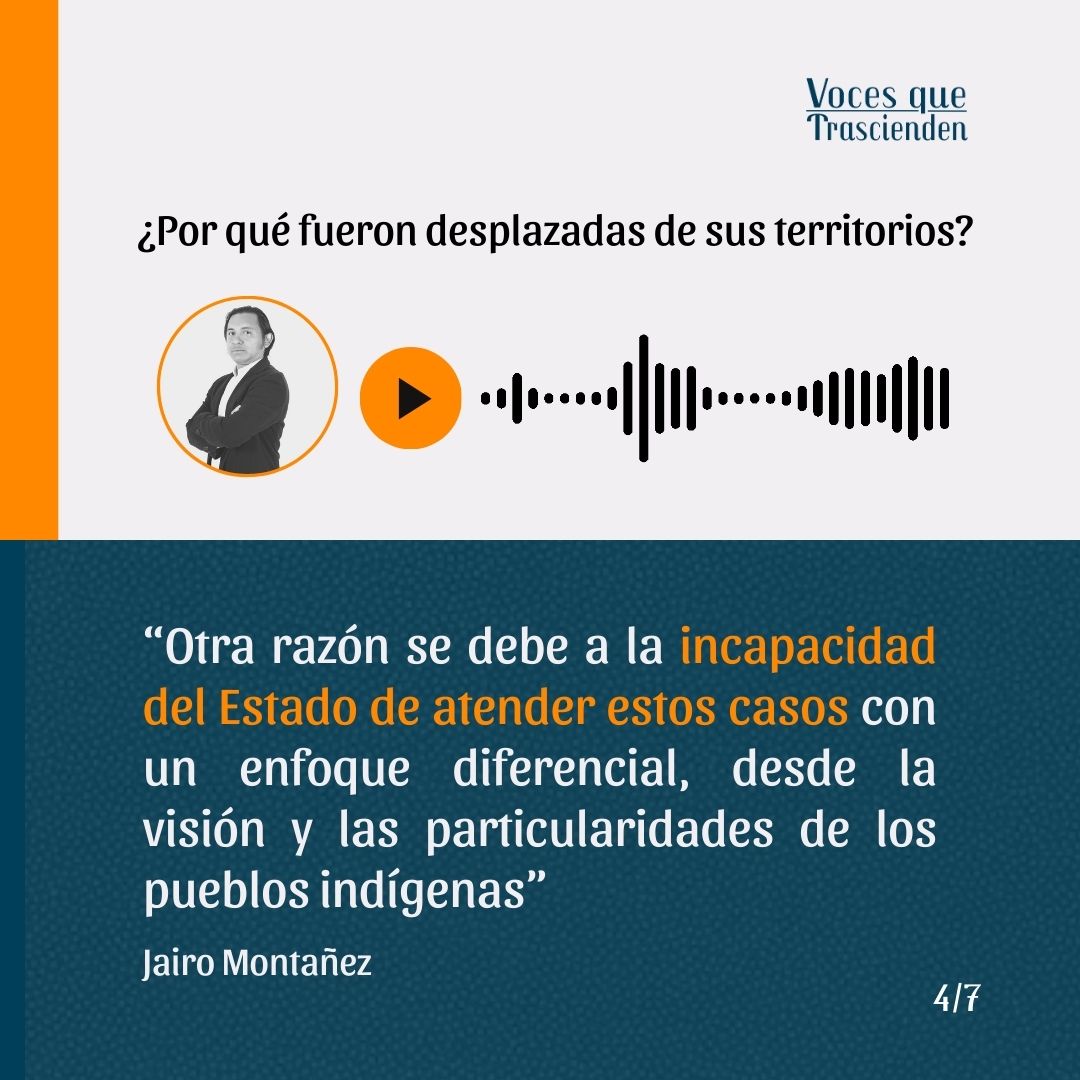 Voces que
Trascienden
¿Por qué fueron desplazadas de sus territorios?
“Otra razón se debe a la incapacidad
del Estado de atender estos casos con
un enfoque diferencial, desde la
visión y las particularidades de los
pueblos indígenas”
Jairo Montañez
4/7